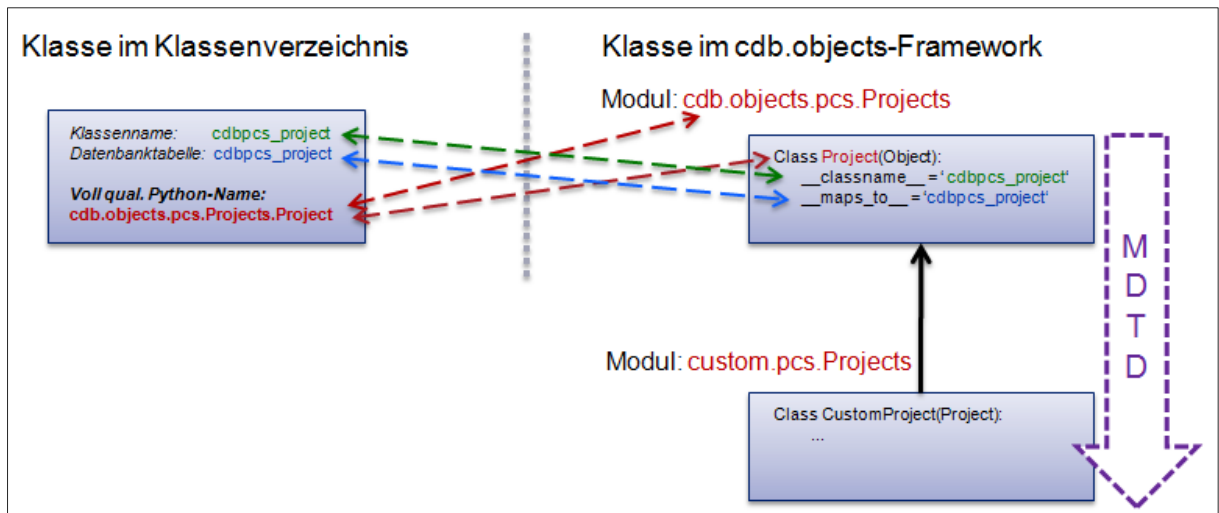 Klasse im Klassenverzeichnis
Klassenname: cdbpcs_project
Datenbanktabelle: cdbpcs_project
Voll qual. Python-Name:
cdb.objects.pcs.Projects.Project
Klasse im cdb.objects-Framework
Modul: cdb.objects.pcs.Projects
Class Project(Object):
__classname__ = 'cdbpcs_project'
__maps_to__ = 'cdbpcs_project'
Modul: custom.pcs.Projects
Class CustomProject(Project):
...
M
D
T
D